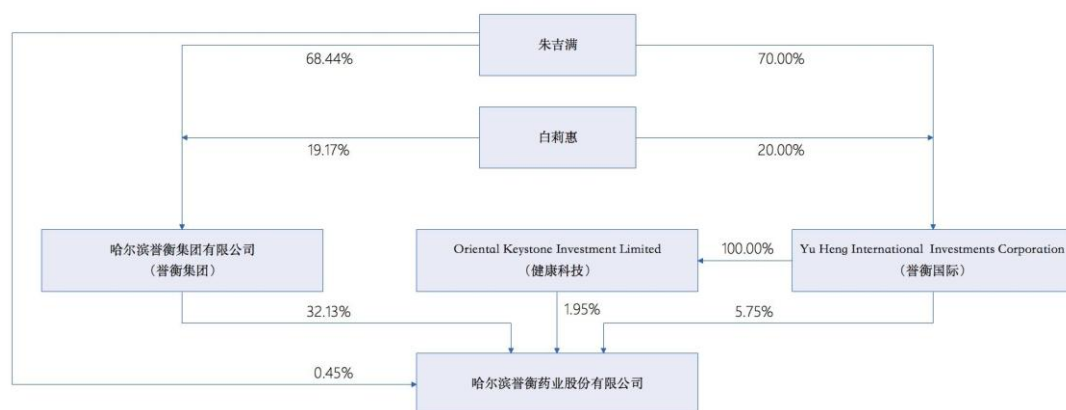 朱吉满
68.44%
70.00%
白莉惠
19.17%
20.00%
哈尔滨誉衡集团有限公司
（誉衡集团）
Oriental Keystone Investment Limited
（健康科技）
100.00%
Yu Heng International Investments Corporation
（誉衡国际）
32.13%
1.95%
5.75%
0.45%
哈尔滨誉衡药业股份有限公司